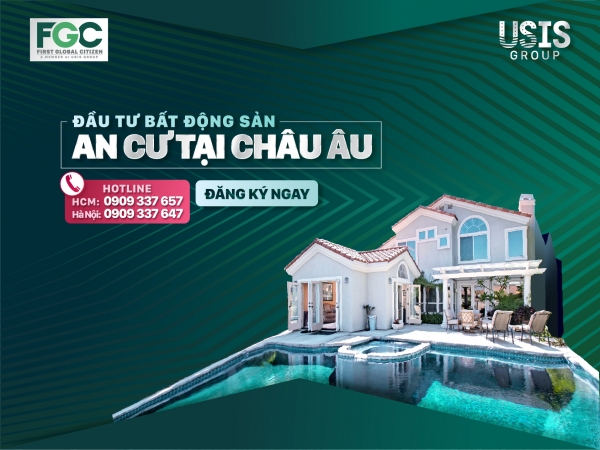 FGC
FIRST GLOBAL CITIZEN
A MEMBER OF USIS GROUP
USIS
GROUP
ĐẦU TƯ BẤT ĐỘNG SẢN
AN CƯ TẠI CHÂU ÂU
HOTLINE
HCM: 0909 337 657
Hà Nội: 0909 337 647
ĐĂNG KÝ NGAY